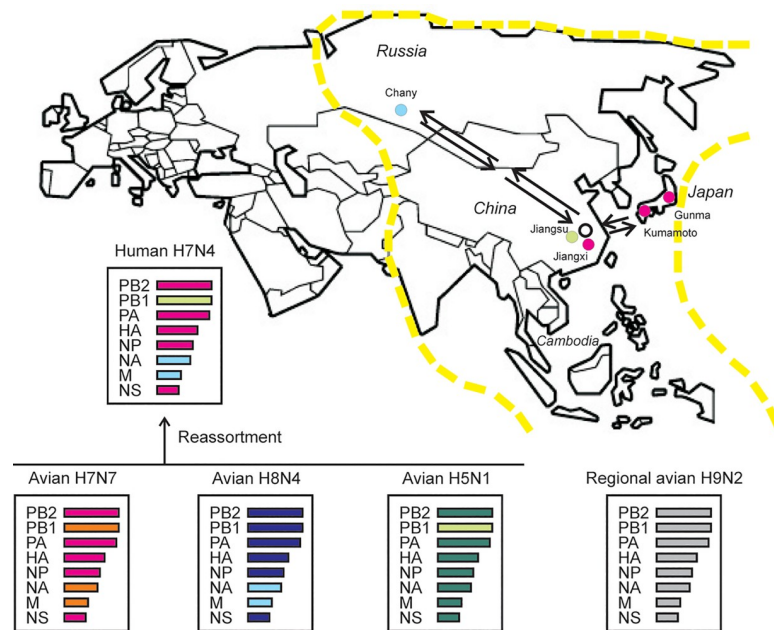 Russia
Chany
Japan
China
Gunma
Jiangsu
Kumamoto
Jiangxi
Cambodia
Human H7N4
PB2
PB1
PA
HA
NP
NA
M
NS
Reassortment
Avian H7N7
PB2
PB1
PA
HA
NP
NA
M
NS
Avian H8N4
PB2
PB1
PA
HA
NP
NA
M
NS
Avian H5N1
PB2
PB1
PA
HA
NP
NA
M
NS
Regional avian H9N2
PB2
PB1
PA
HA
NP
NA
M
NS